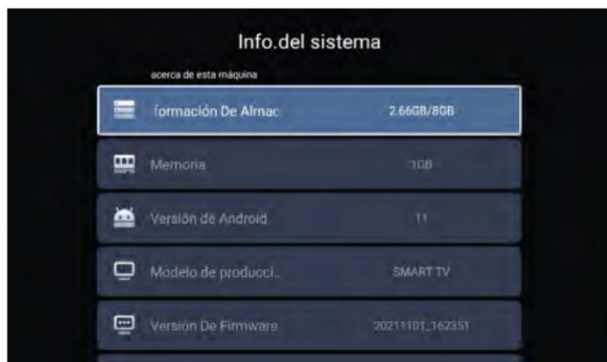 Info.del sistema
acerca de esta máquina
formación De Almac 2.66GB/8GB
Memoria 1GB
Versión de Android 11
Modelo de producci... SMART TV
Versión De Firmware 20211101_162351